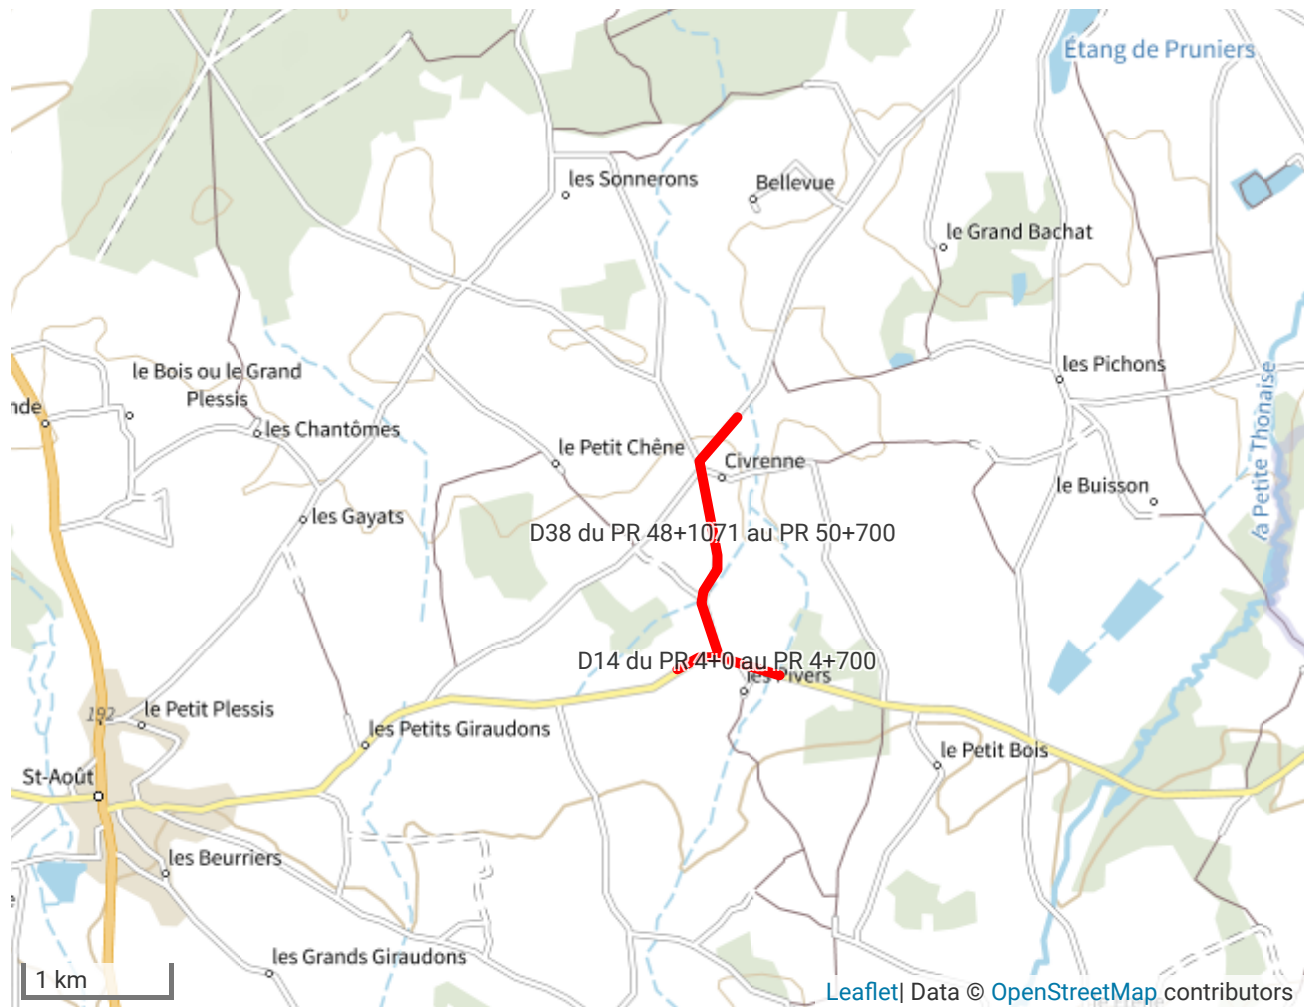 Étang de Pruniers
les Sonnerons
Bellevue
le Grand Bachat
les Pichons
le Bois ou le Grand
Plessis
nde
les Chantômes
le Petit Chêne
Civrenne
la Petite Thonaise
le Buisson
les Gayats
D38 du PR 48+1071 au PR 50+700
D14 du PR 4+0 au PR 4+700
les Pivers
192
le Petit Plessis
les Petits Giraudons
le Petit Bois
St-Août
les Beurriers
les Grands Giraudons
1 km
Leaflet| Data © OpenStreetMap contributors